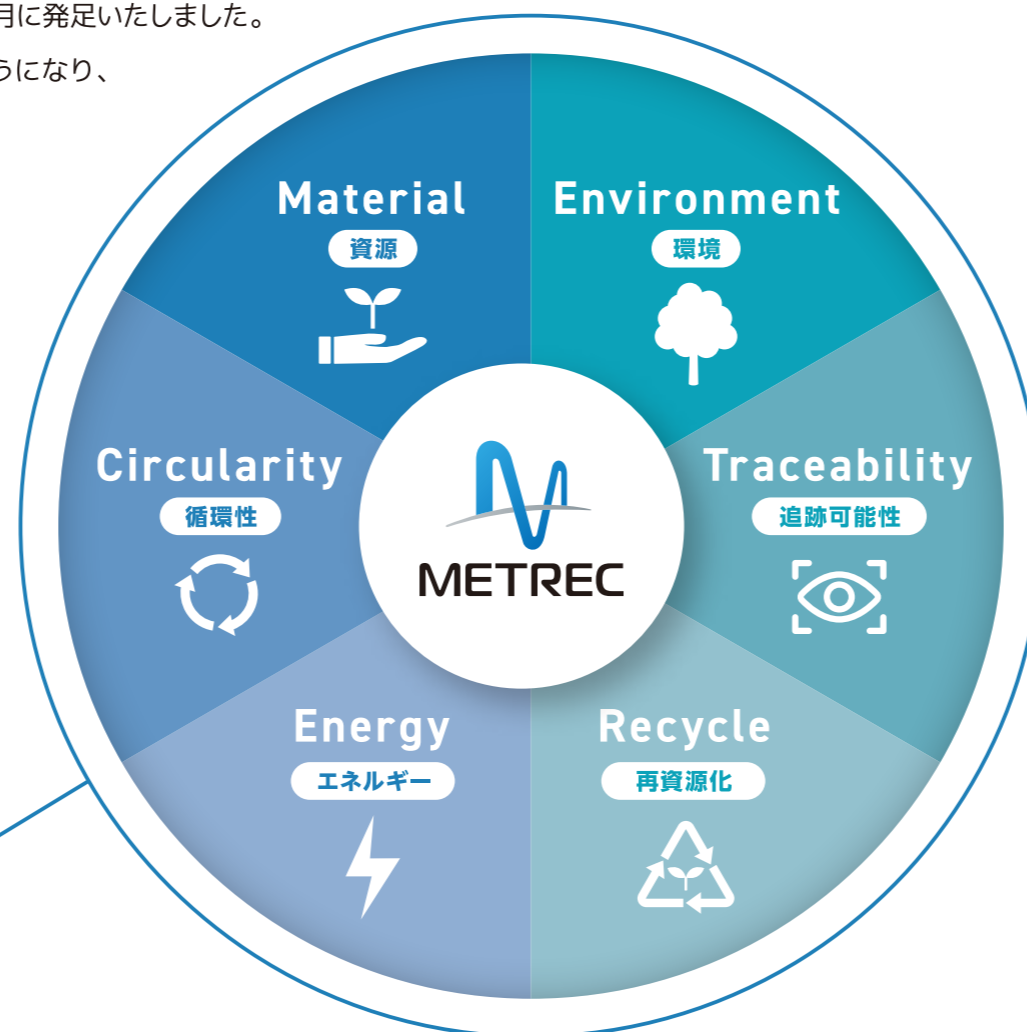 月に発足いたしました。
うになり、
Material
資源
Environment
環境
Circularity
循環性
Traceability
追跡可能性
METREC
Energy
エネルギー
Recycle
再資源化